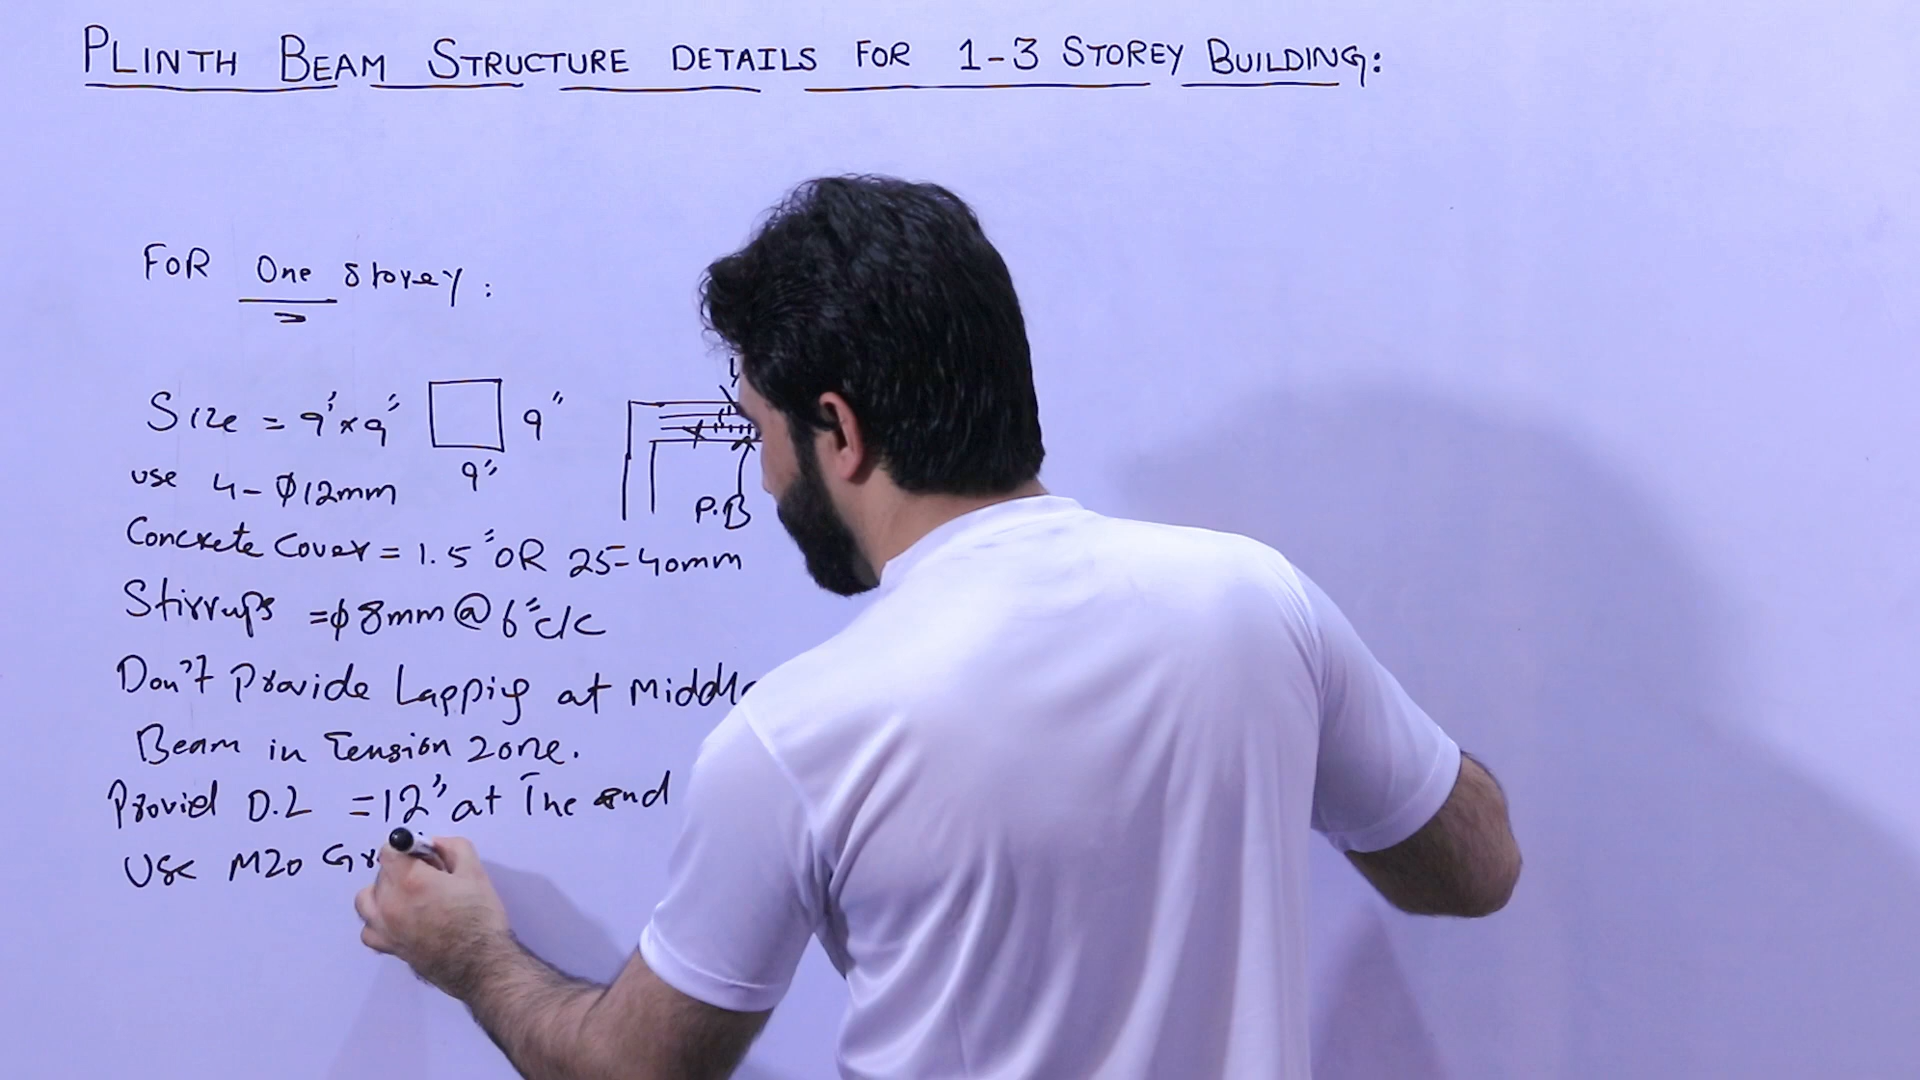 PLINTH BEAM STRUCTURE DETAILS FOR 1-3 STOREY BUILDING:
FOR One Storey:
Size = 9"x9"
9"
9"
use 4-Φ12mm
P.B
Concrete Cover = 1.5" OR 25-40mm
Stirrups =Φ8mm@6"c/c
Don't Provide Lapping at Middle
Beam in Tension Zone.
Provied D.L =12" at The end
Use M20